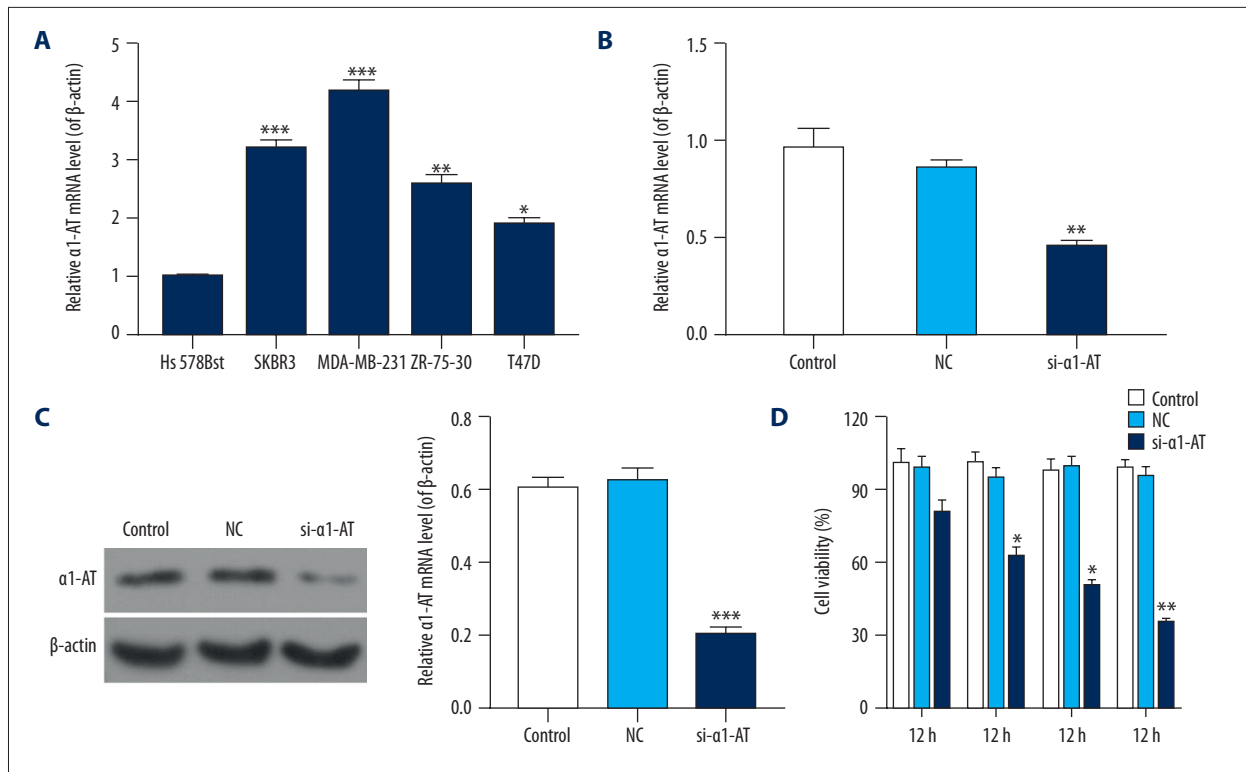 A
Relative α1-AT mRNA level (of β-actin)
5
4
3
2
1
0
***
***
**
*
Hs 578Bst SKBR3 MDA-MB-231 ZR-75-30 T47D
B
Relative α1-AT mRNA level (of β-actin)
1.5
1.0
0.5
0.0
**
Control NC si-α1-AT
C
Control NC si-α1-AT
α1-AT
β-actin
Relative α1-AT mRNA level (of β-actin)
0.8
0.6
0.4
0.2
0.0
***
Control NC si-α1-AT
D
Control
NC
si-α1-AT
Cell viability (%)
120
90
60
30
0
*
*
**
12 h 12 h 12 h 12 h